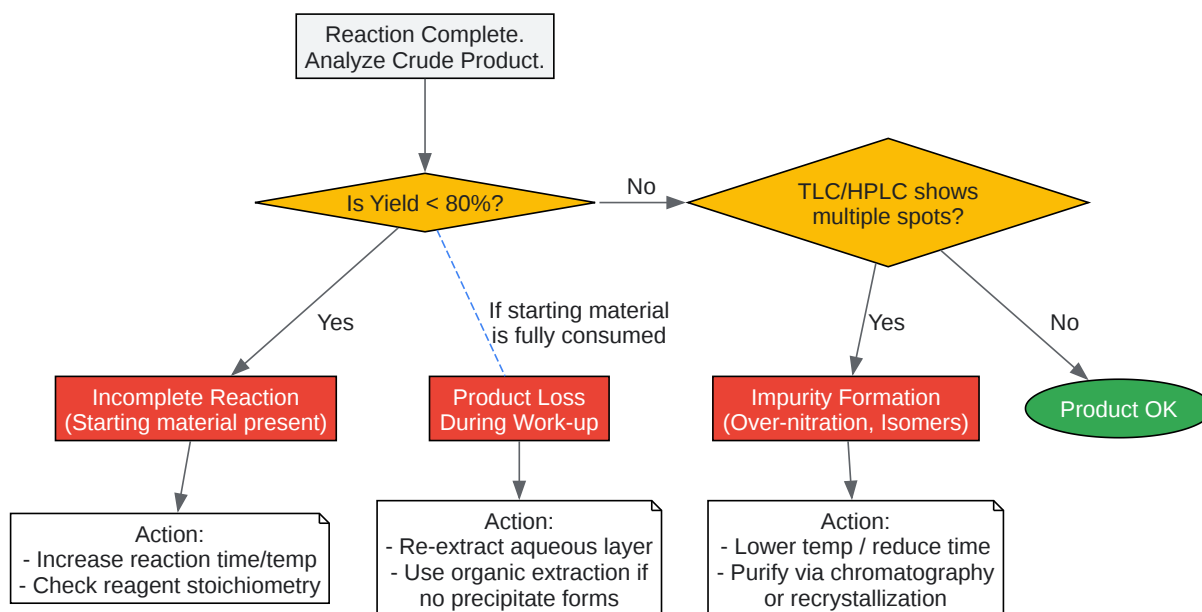 Reaction Complete.
Analyze Crude Product.
Is Yield < 80%?
No
TLC/HPLC shows
multiple spots?
Yes
If starting material
is fully consumed
Yes
No
Incomplete Reaction
(Starting material present)
Product Loss
During Work-up
Impurity Formation
(Over-nitration, Isomers)
Product OK
Action:
- Increase reaction time/temp
- Check reagent stoichiometry
Action:
- Re-extract aqueous layer
- Use organic extraction if
no precipitate forms
Action:
- Lower temp / reduce time
- Purify via chromatography
or recrystallization